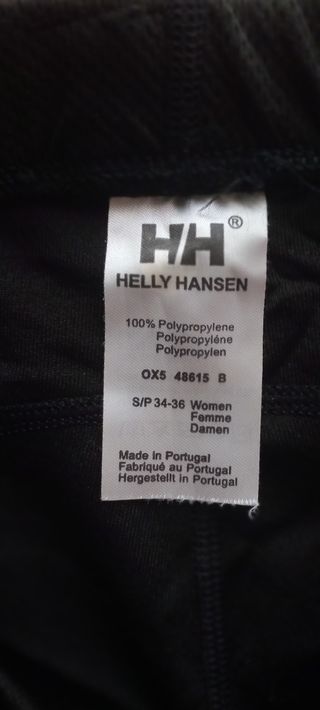 HH®
HELLY HANSEN
100% Polypropylene
Polypropyléne
Polypropylen
OX5 48615 B
S/P 34-36 Women
Femme
Damen
Made in Portugal
Fabriqué au Portugal
Hergestellt in Portugal